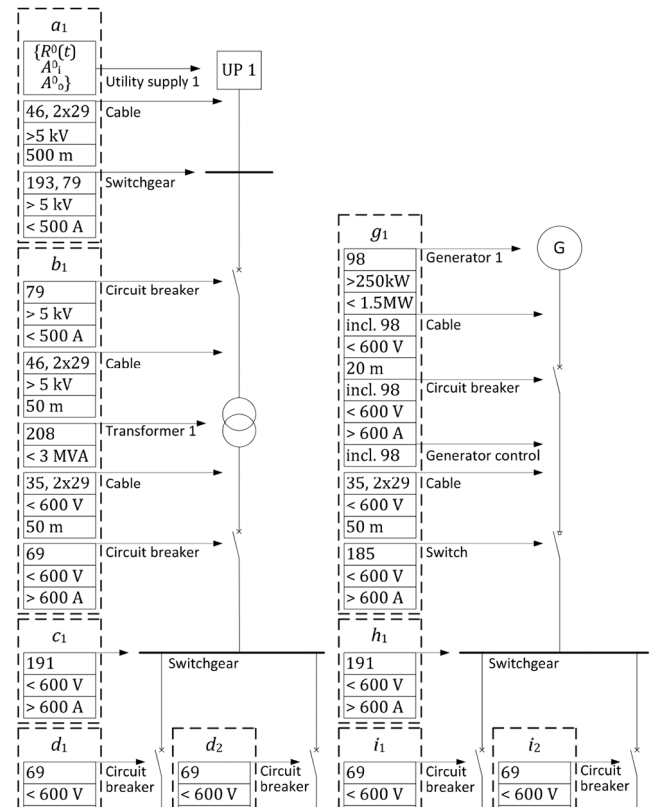 a₁
{R⁰(t)
A⁰ᵢ
A⁰ₒ}
Utility supply 1
UP 1
46, 2x29
Cable
>5 kV
500 m
193, 79
Switchgear
> 5 kV
< 500 A
b₁
79
Circuit breaker
> 5 kV
< 500 A
46, 2x29
Cable
> 5 kV
50 m
208
Transformer 1
< 3 MVA
35, 2x29
Cable
< 600 V
50 m
69
Circuit breaker
< 600 V
> 600 A
c₁
191
Switchgear
< 600 V
> 600 A
d₁
69
Circuit
breaker
< 600 V
d₂
69
Circuit
breaker
< 600 V
g₁
98
Generator 1
G
>250kW
< 1.5MW
incl. 98
Cable
< 600 V
20 m
incl. 98
Circuit breaker
< 600 V
> 600 A
incl. 98
Generator control
35, 2x29
Cable
< 600 V
50 m
185
Switch
< 600 V
> 600 A
h₁
191
Switchgear
< 600 V
> 600 A
i₁
69
Circuit
breaker
< 600 V
i₂
69
Circuit
breaker
< 600 V